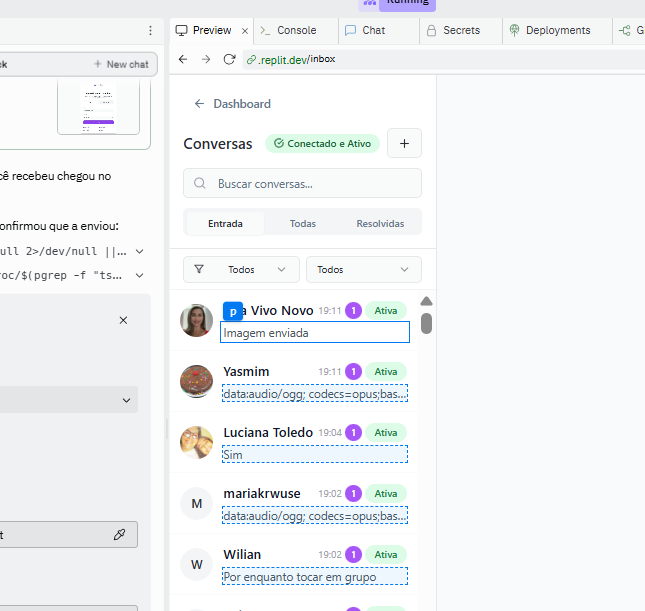 Running
Preview
Console
Chat
Secrets
Deployments
G
.replit.dev/inbox
ck
New chat
Dashboard
Conversas
Conectado e Ativo
Buscar conversas...
cê recebeu chegou no
Entrada
Todas
Resolvidas
onfirmou que a enviou:
ull 2>/dev/null ||...
roc/$(pgrep -f "ts...
Todos
Todos
p
a Vivo Novo
19:11
1
Ativa
Imagem enviada
Yasmim
19:11
1
Ativa
data:audio/ogg; codecs=opus;bas...
Luciana Toledo
19:04
1
Ativa
Sim
M
mariakrwuse
19:02
1
Ativa
data:audio/ogg; codecs=opus;bas...
t
W
Wilian
19:02
1
Ativa
Por enquanto tocar em grupo